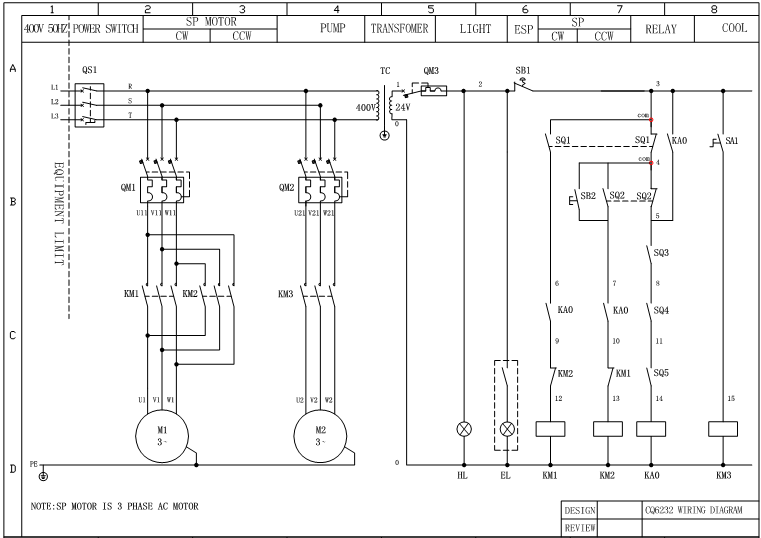 1 2 3 4 5 6 7 8
400V 50HZ POWER SWITCH SP MOTOR PUMP TRANSFOMER LIGHT ESP SP RELAY COOL
CW CCW CW CCW
A
QS1 TC QM3 SB1
L1 R 1 2 3
L2 S 400V 24V
L3 T 0 com
SQ1 SQ1 KA0 SA1
com 4
EQUIPMENT LIMIT
QM1 QM2
B
SB2 SQ2 SQ2
U11 V11 W11 U21 V21 W21 5
SQ3
6 7 8
KM1 KM2 KM3
KA0 KA0 SQ4
C
9 10 11
KM2 KM1 SQ5
U1 V1 W1 U2 V2 W2 12 13 14 15
M1 M2
3~ 3~
PE 0
D
HL EL KM1 KM2 KA0 KM3
NOTE:SP MOTOR IS 3 PHASE AC MOTOR
DESIGN CQ6232 WIRING DIAGRAM
REVIEW